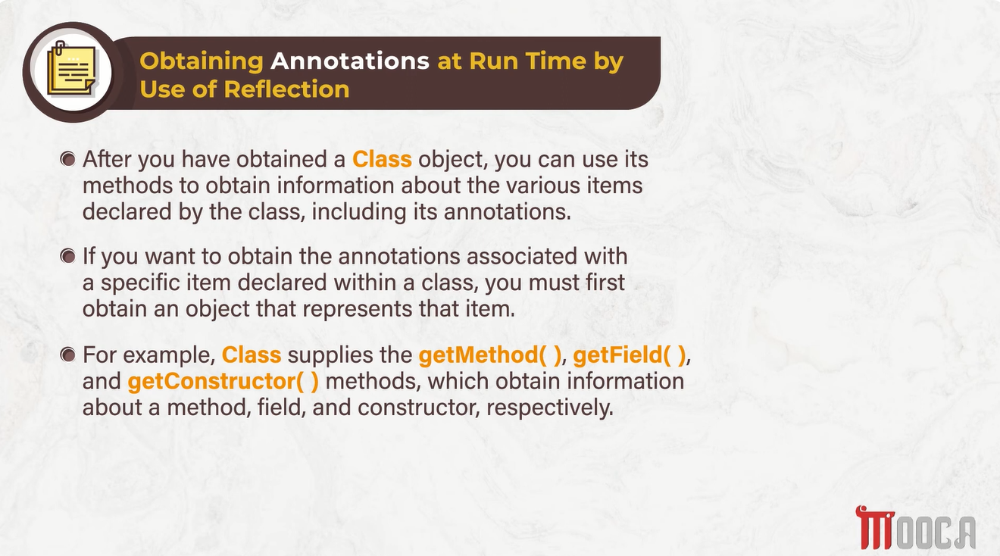 Obtaining Annotations at Run Time by
Use of Reflection
After you have obtained a Class object, you can use its
methods to obtain information about the various items
declared by the class, including its annotations.
If you want to obtain the annotations associated with
a specific item declared within a class, you must first
obtain an object that represents that item.
For example, Class supplies the getMethod( ), getField( ),
and getConstructor( ) methods, which obtain information
about a method, field, and constructor, respectively.
MOOCA